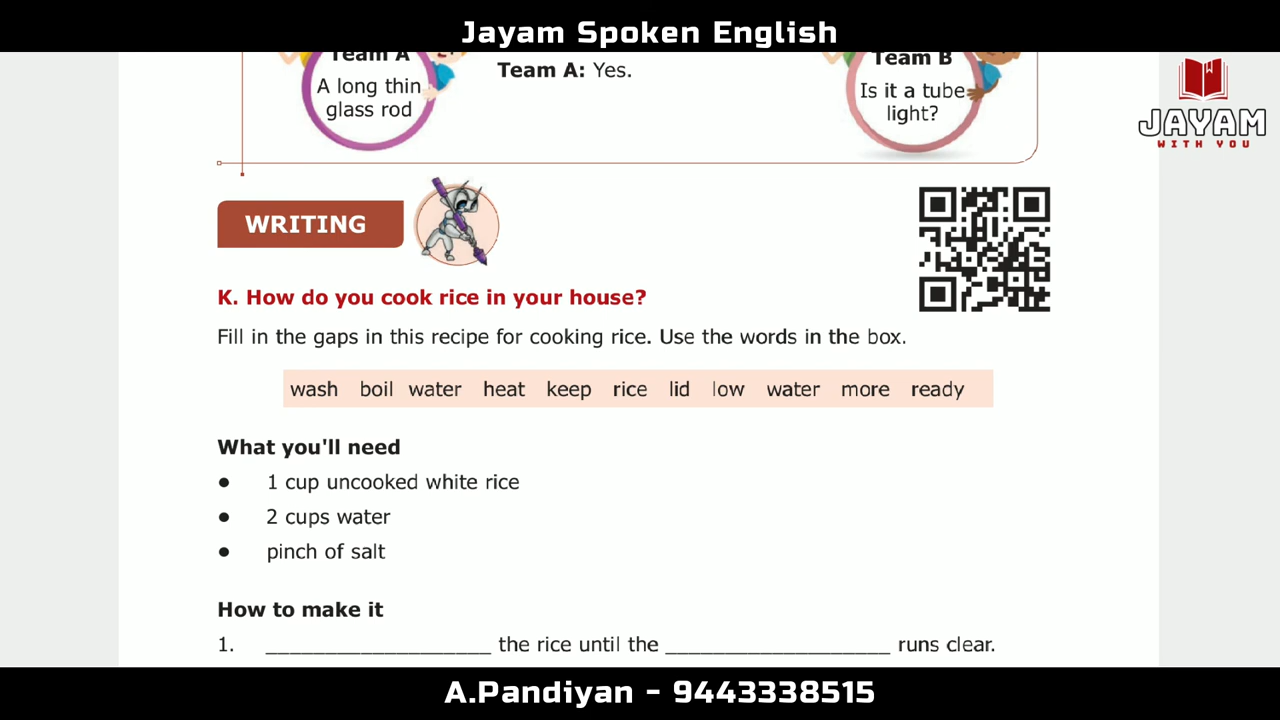 Jayam Spoken English
Team A
A long thin
glass rod
Team A: Yes.
Team B
Is it a tube
light?
JAYAM
WITH YOU
WRITING
K. How do you cook rice in your house?
Fill in the gaps in this recipe for cooking rice. Use the words in the box.
wash boil water heat keep rice lid low water more ready
What you'll need
● 1 cup uncooked white rice
● 2 cups water
● pinch of salt
How to make it
1. ___________________ the rice until the ___________________ runs clear.
A.Pandiyan - 9443338515